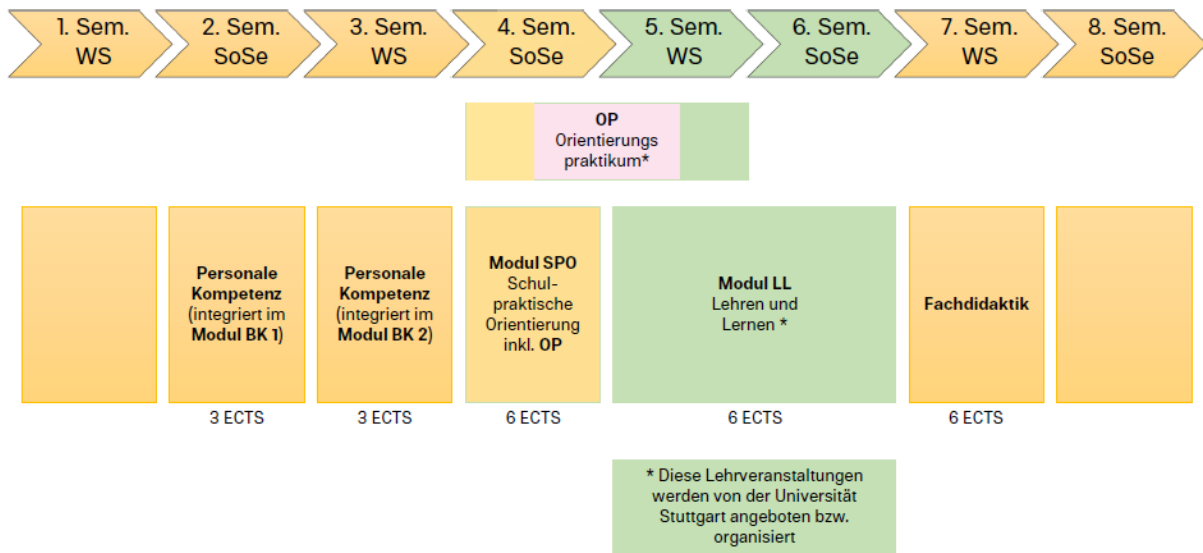 1. Sem.
WS
2. Sem.
SoSe
3. Sem.
WS
4. Sem.
SoSe
5. Sem.
WS
6. Sem.
SoSe
7. Sem.
WS
8. Sem.
SoSe
OP
Orientierungs
praktikum*
Personale
Kompetenz
(integriert im
Modul BK 1)
Personale
Kompetenz
(integriert im
Modul BK 2)
Modul SPO
Schul-
praktische
Orientierung
inkl. OP
Modul LL
Lehren und
Lernen *
Fachdidaktik
3 ECTS
3 ECTS
6 ECTS
6 ECTS
6 ECTS
* Diese Lehrveranstaltungen
werden von der Universität
Stuttgart angeboten bzw.
organisiert